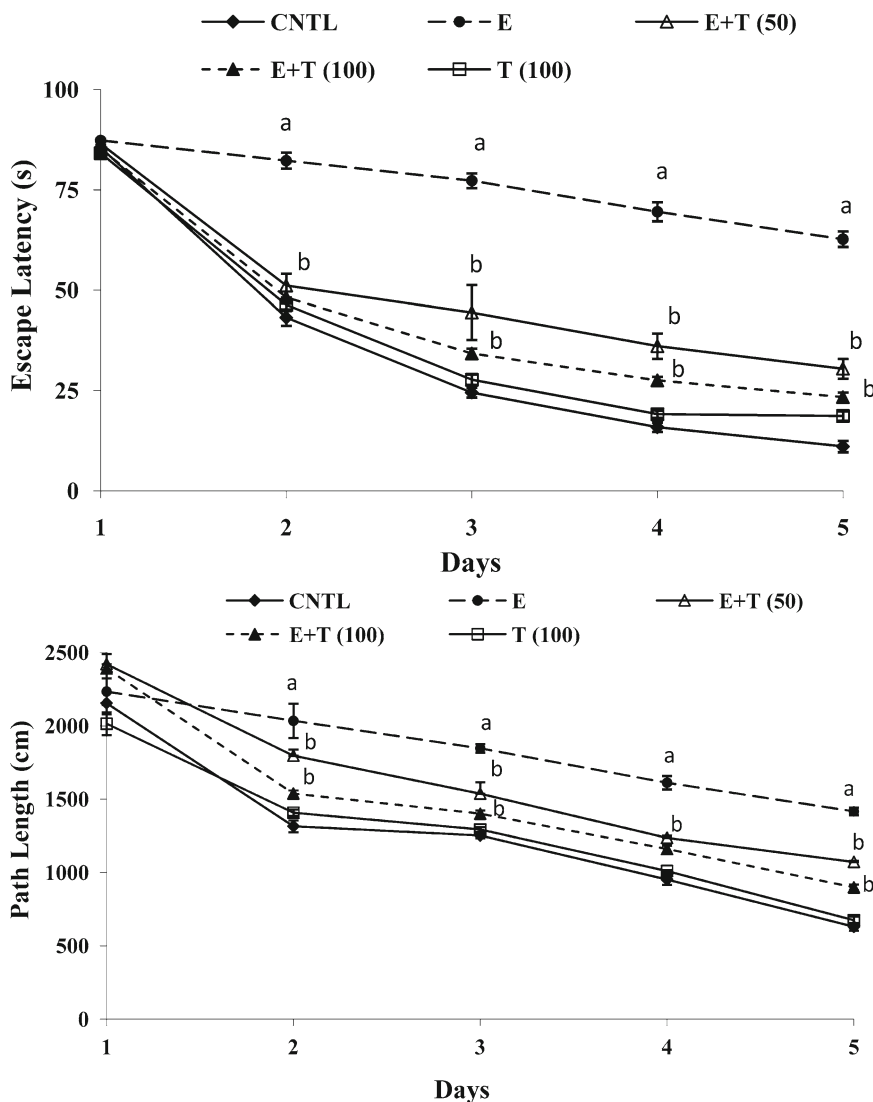 CNTL E E+T (50)
E+T (100) T (100)
100
75
50
25
0
Escape Latency (s)
a
a
a
a
b
b
b
b
b
b
b
1 2 3 4 5
Days
CNTL E E+T (50)
E+T (100) T (100)
2500
2000
1500
1000
500
0
Path Length (cm)
a
a
a
a
b
b
b
b
b
b
b
b
1 2 3 4 5
Days